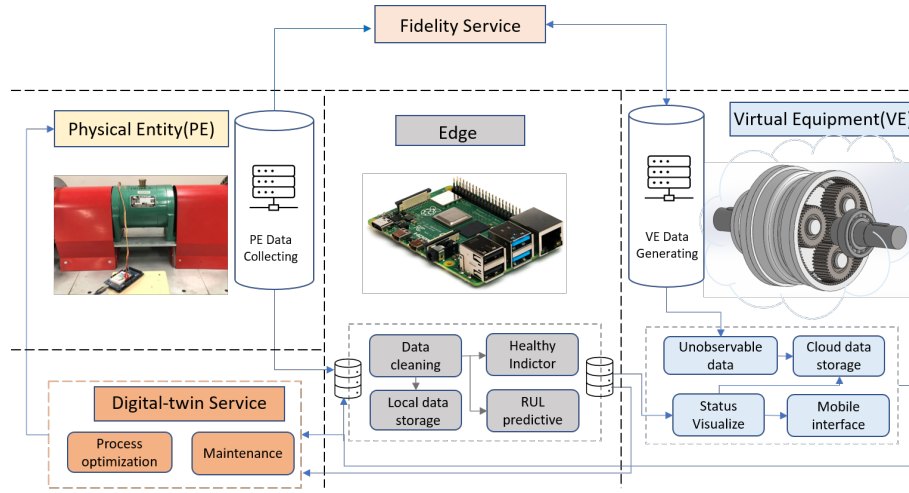 Fidelity Service
Physical Entity(PE)
PE Data
Collecting
Edge
Virtual Equipment(VE)
VE Data
Generating
Data
cleaning
Healthy
Indictor
Local data
storage
RUL
predictive
Unobservable
data
Cloud data
storage
Status
Visualize
Mobile
interface
Digital-twin Service
Process
optimization
Maintenance